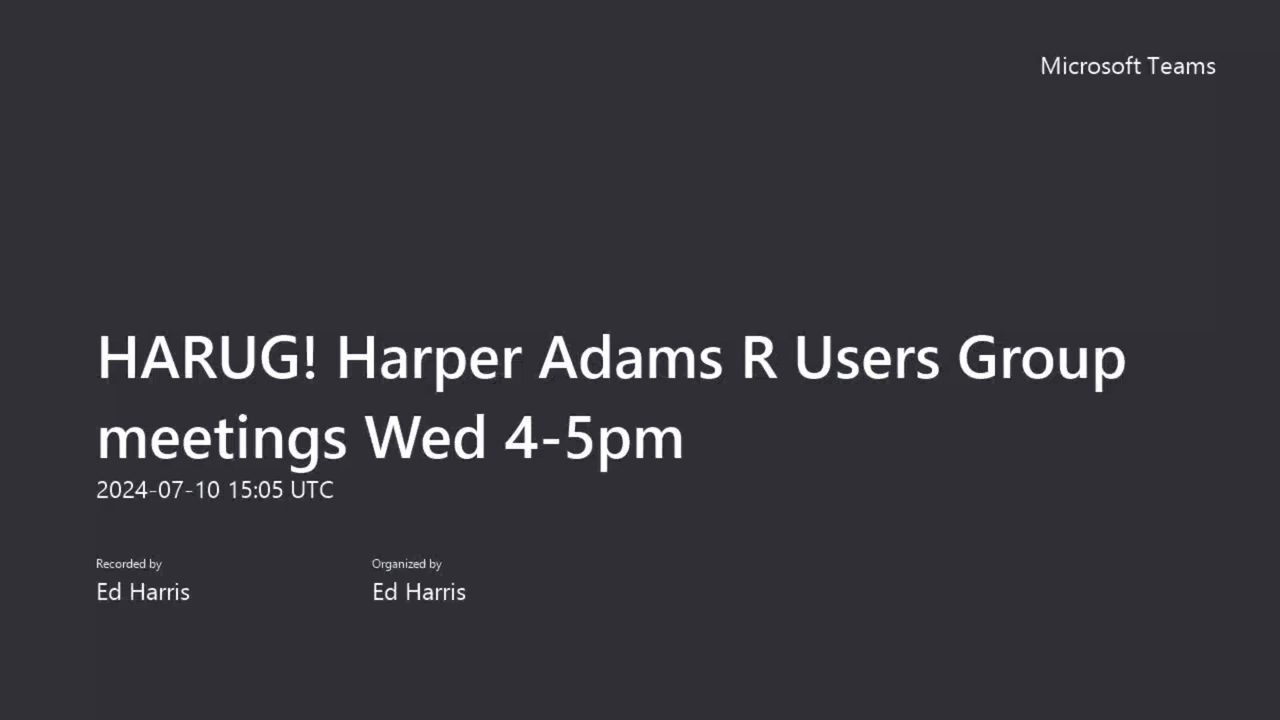 Microsoft Teams
HARUG! Harper Adams R Users Group
meetings Wed 4-5pm
2024-07-10 15:05 UTC
Recorded by
Ed Harris
Organized by
Ed Harris